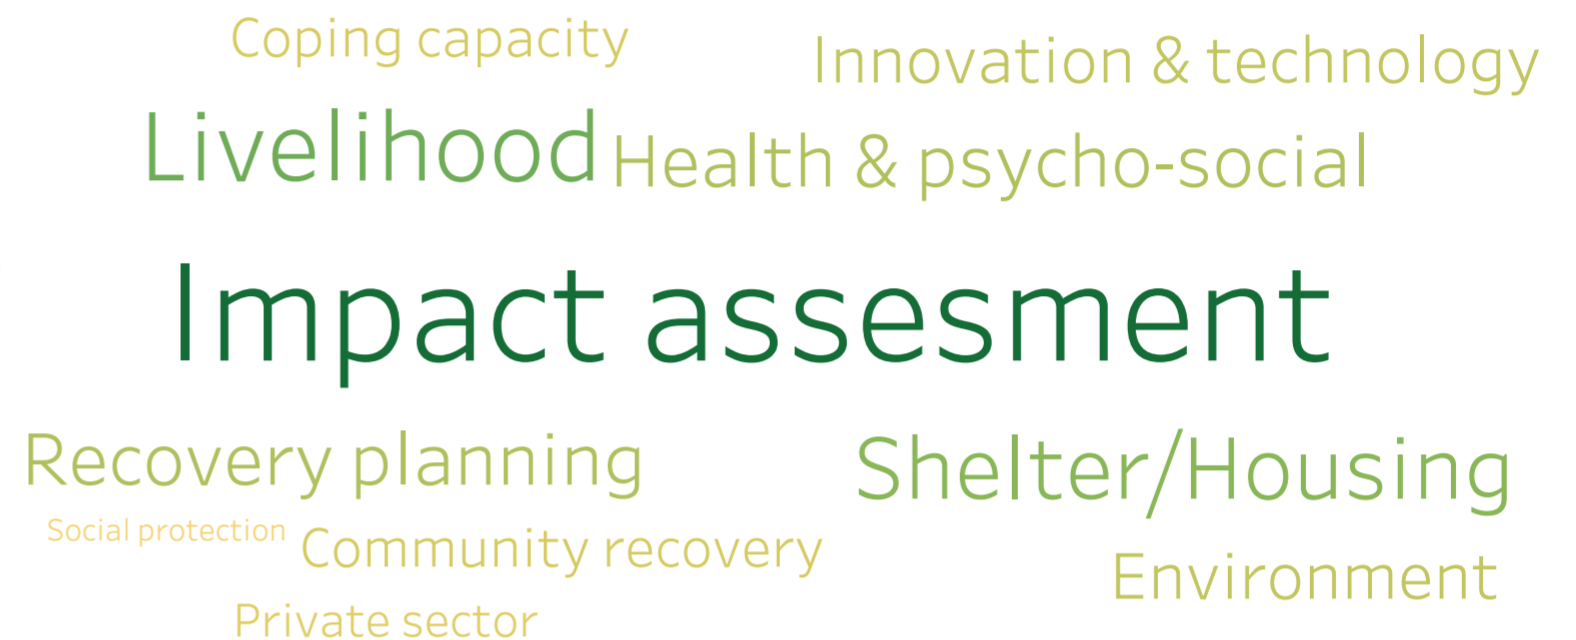 Coping capacity
Innovation & technology
Livelihood
Health & psycho-social
Impact assesment
Recovery planning
Shelter/Housing
Social protection
Community recovery
Environment
Private sector